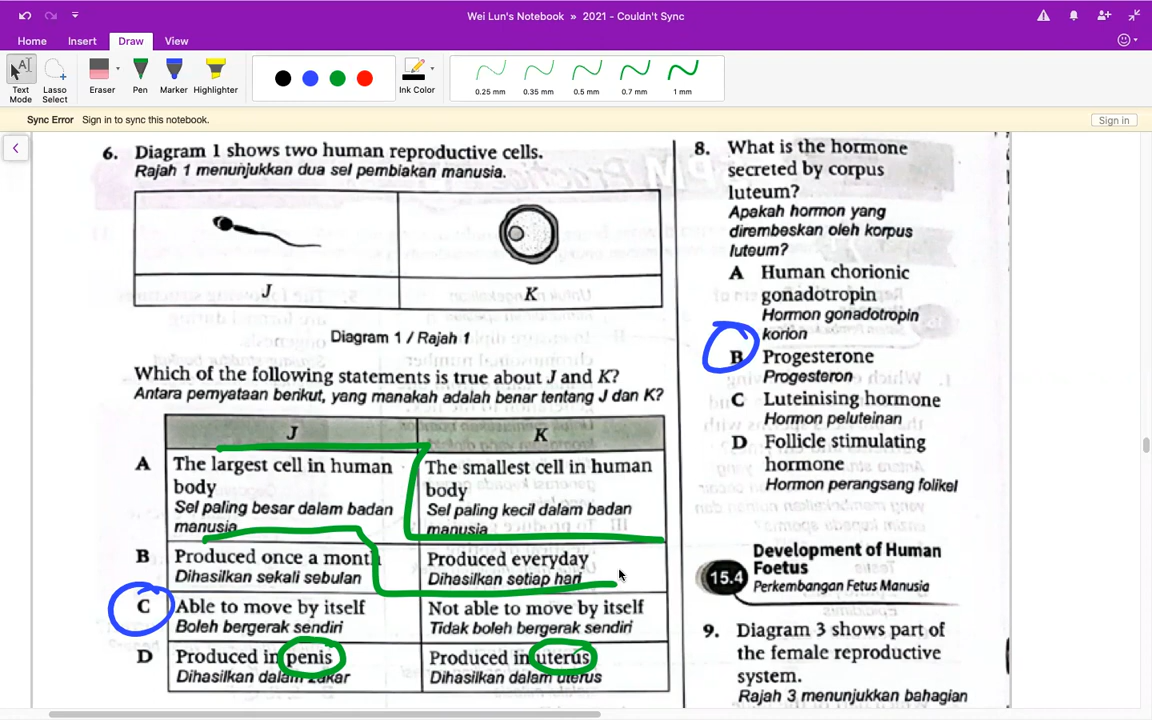 Wei Lun's Notebook » 2021 - Couldn't Sync
Home Insert Draw View
Text Mode
Lasso Select
Eraser
Pen
Marker
Highlighter
Ink Color
0.25 mm 0.35 mm 0.5 mm 0.7 mm 1 mm
Sync Error Sign in to sync this notebook. Sign in
6. Diagram 1 shows two human reproductive cells.
Rajah 1 menunjukkan dua sel pembiakan manusia.
J K
Diagram 1 / Rajah 1
Which of the following statements is true about J and K?
Antara pernyataan berikut, yang manakah adalah benar tentang J dan K?
J K
A The largest cell in human
body
Sel paling besar dalam badan
manusia
The smallest cell in human
body
Sel paling kecil dalam badan
manusia
B Produced once a month
Dihasilkan sekali sebulan
Produced everyday
Dihasilkan setiap hari
C Able to move by itself
Boleh bergerak sendiri
Not able to move by itself
Tidak boleh bergerak sendiri
D Produced in penis
Dihasilkan dalam zakar
Produced in uterus
Dihasilkan dalam uterus
8. What is the hormone
secreted by corpus
luteum?
Apakah hormon yang
dirembeskan oleh korpus
luteum?
A Human chorionic
gonadotropin
Hormon gonadotropin
korion
B Progesterone
Progesteron
C Luteinising hormone
Hormon peluteinan
D Follicle stimulating
hormone
Hormon perangsang folikel
15.4 Development of Human
Foetus
Perkembangan Fetus Manusia
9. Diagram 3 shows part of
the female reproductive
system.
Rajah 3 menunjukkan bahagian